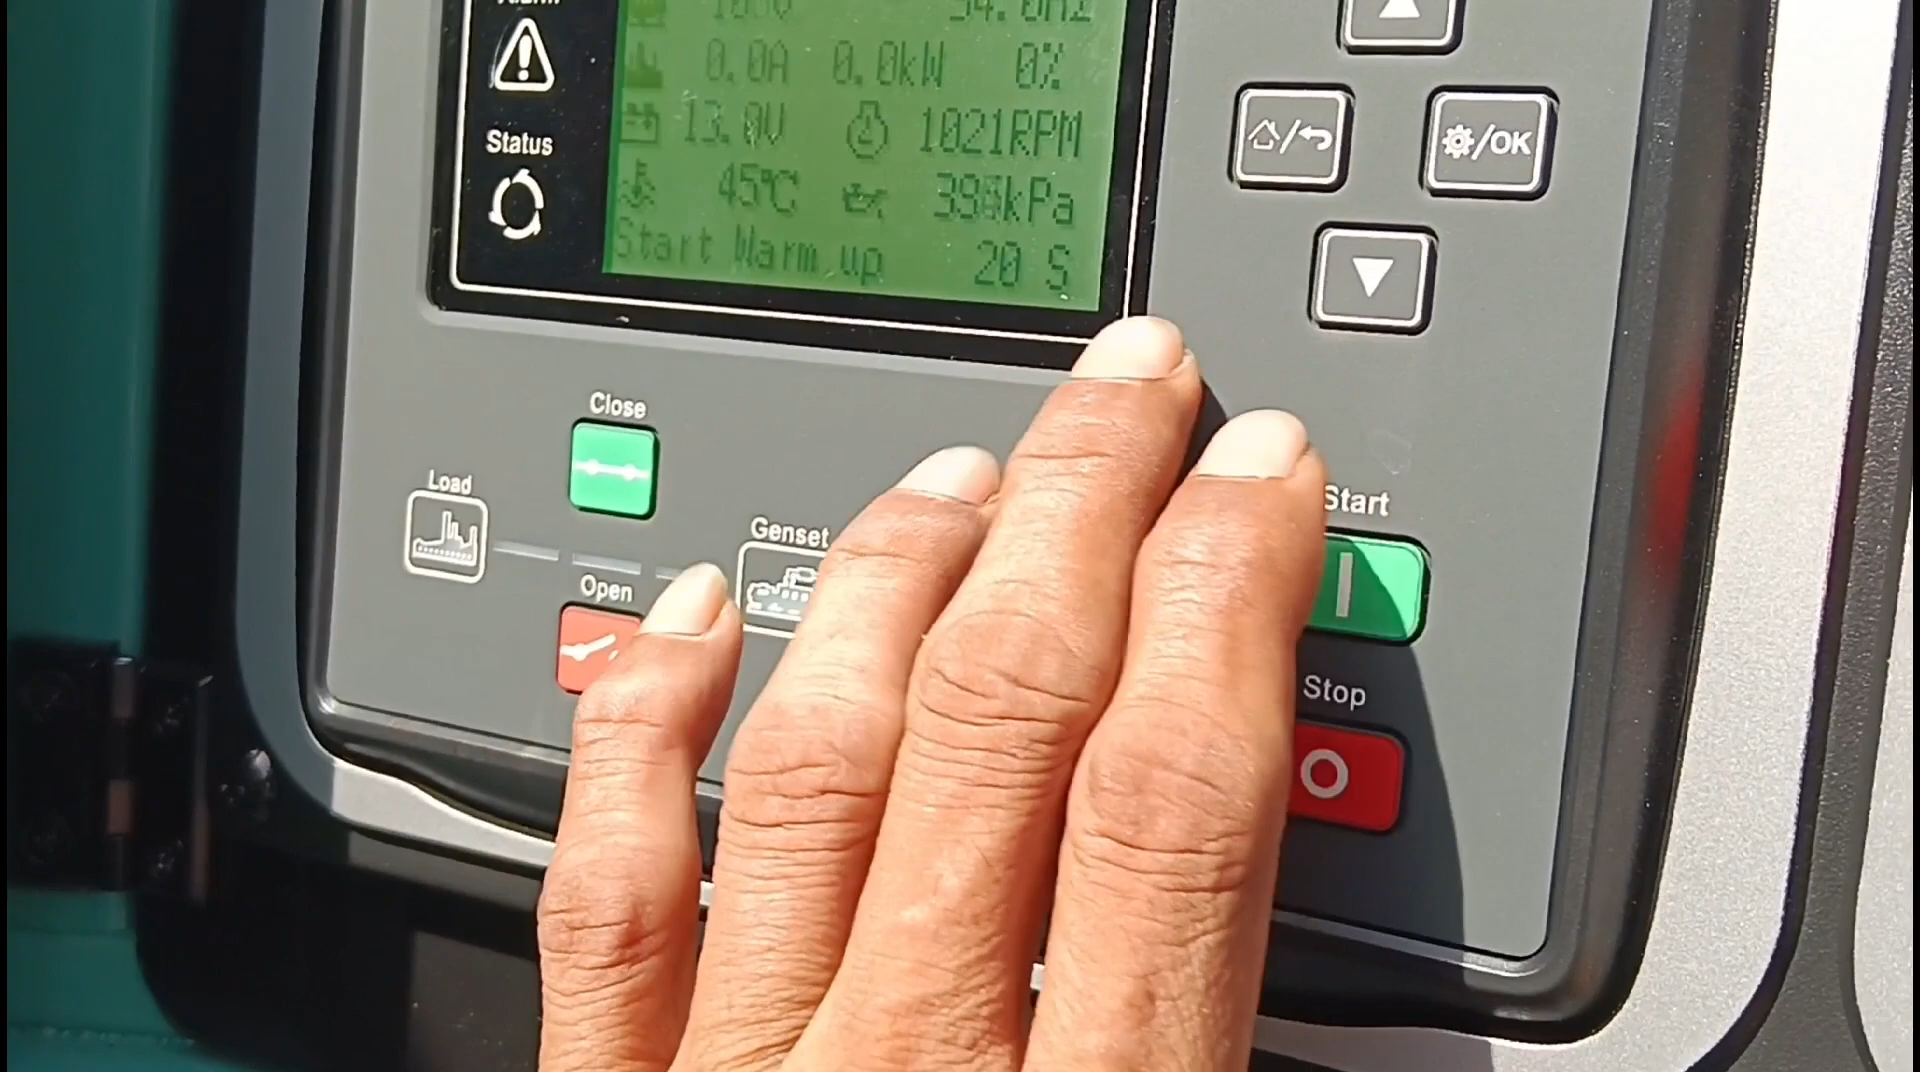 0.0A 0.0kW 0%
13.0V 1021RPM
Status
45℃ kPa
Start Warm up 20 S
/OK
Close
Load
Genset
Open
Start
Stop